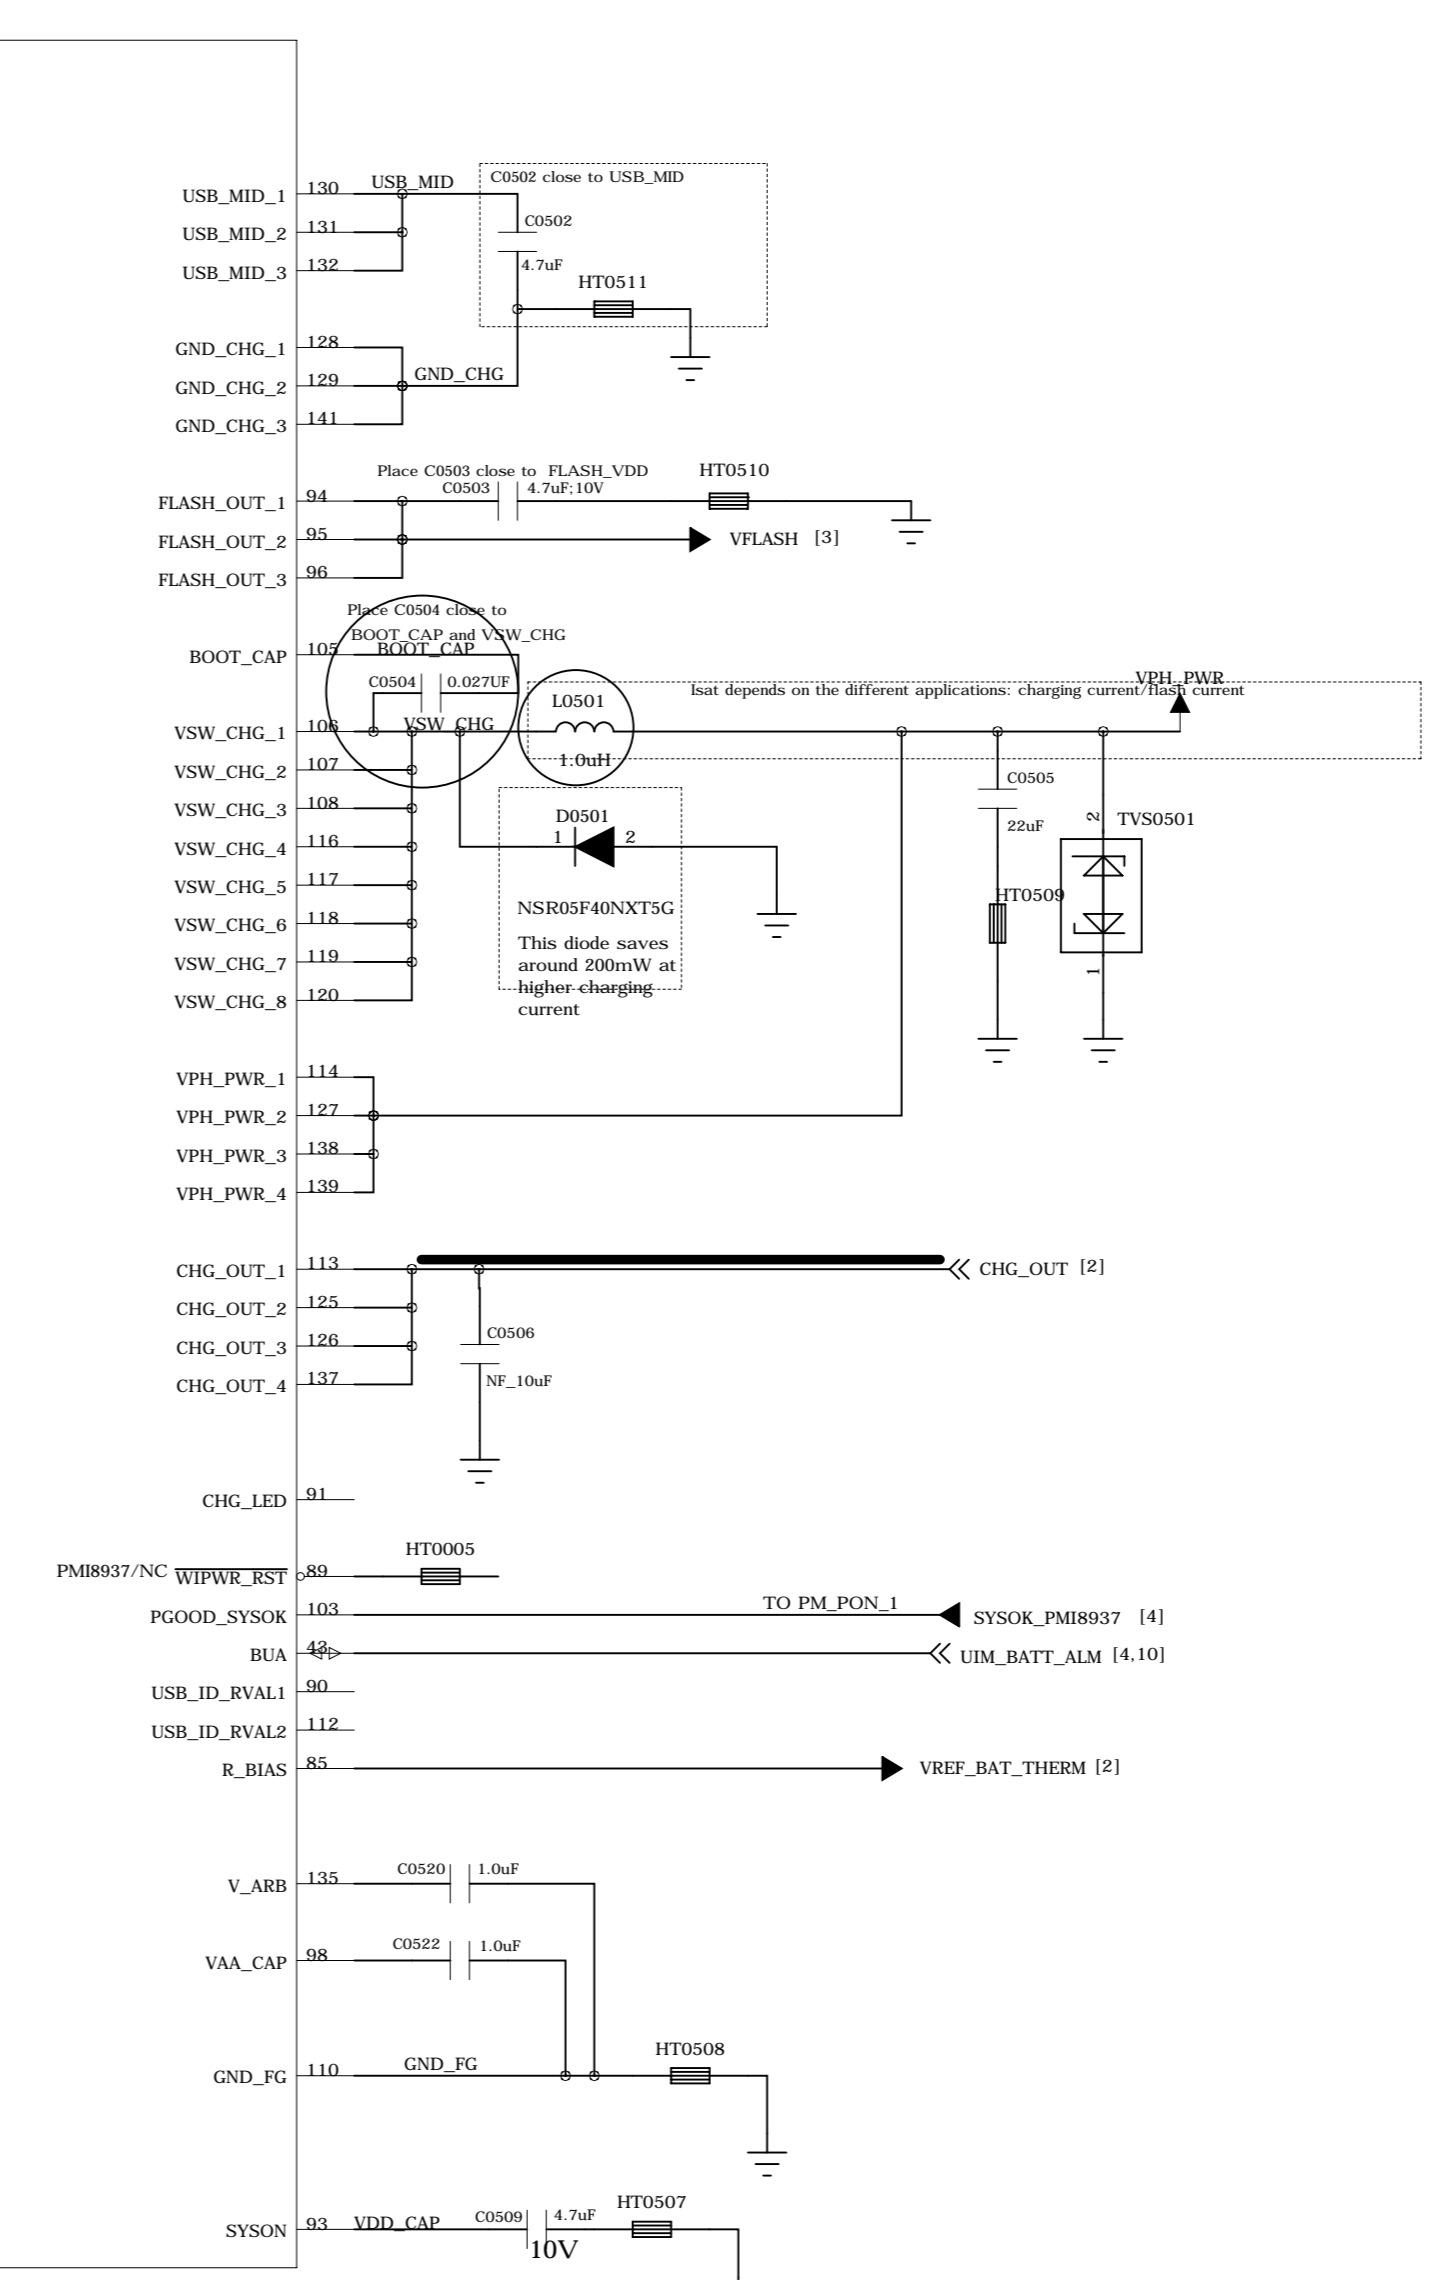 USB_MID_1 130 USB_MID
C0502 close to USB_MID
C0502
USB_MID_2 131
USB_MID_3 132
4.7uF
HT0511
GND_CHG_1 128
GND_CHG_2 129 GND_CHG
GND_CHG_3 141
Place C0503 close to FLASH_VDD
HT0510
C0503 4.7uF;10V
FLASH_OUT_1 94
FLASH_OUT_2 95
VFLASH [3]
FLASH_OUT_3 96
Place C0504 close to
BOOT_CAP and VSW_CHG
BOOT_CAP 105 BOOT_CAP
C0504 0.027UF
VPH_PWR
Isat depends on the different applications: charging current/flash current
L0501
VSW_CHG_1 106 VSW_CHG
1.0uH
VSW_CHG_2 107
C0505
VSW_CHG_3 108
D0501
22uF
2
TVS0501
VSW_CHG_4 116
1 2
VSW_CHG_5 117
HT0509
VSW_CHG_6 118
NSR05F40NXT5G
VSW_CHG_7 119
This diode saves
around 200mW at
higher charging
current
1
VSW_CHG_8 120
VPH_PWR_1 114
VPH_PWR_2 127
VPH_PWR_3 138
VPH_PWR_4 139
CHG_OUT_1 113
CHG_OUT [2]
CHG_OUT_2 125
CHG_OUT_3 126
C0506
CHG_OUT_4 137
NF_10uF
CHG_LED 91
HT0005
PMI8937/NC WIPWR_RST 89
PGOOD_SYSOK 103
TO PM_PON_1
SYSOK_PMI8937 [4]
BUA 43
UIM_BATT_ALM [4,10]
USB_ID_RVAL1 90
USB_ID_RVAL2 112
R_BIAS 85
VREF_BAT_THERM [2]
C0520 1.0uF
V_ARB 135
C0522 1.0uF
VAA_CAP 98
HT0508
GND_FG 110 GND_FG
HT0507
C0509 4.7uF
SYSON 93 VDD_CAP
10V